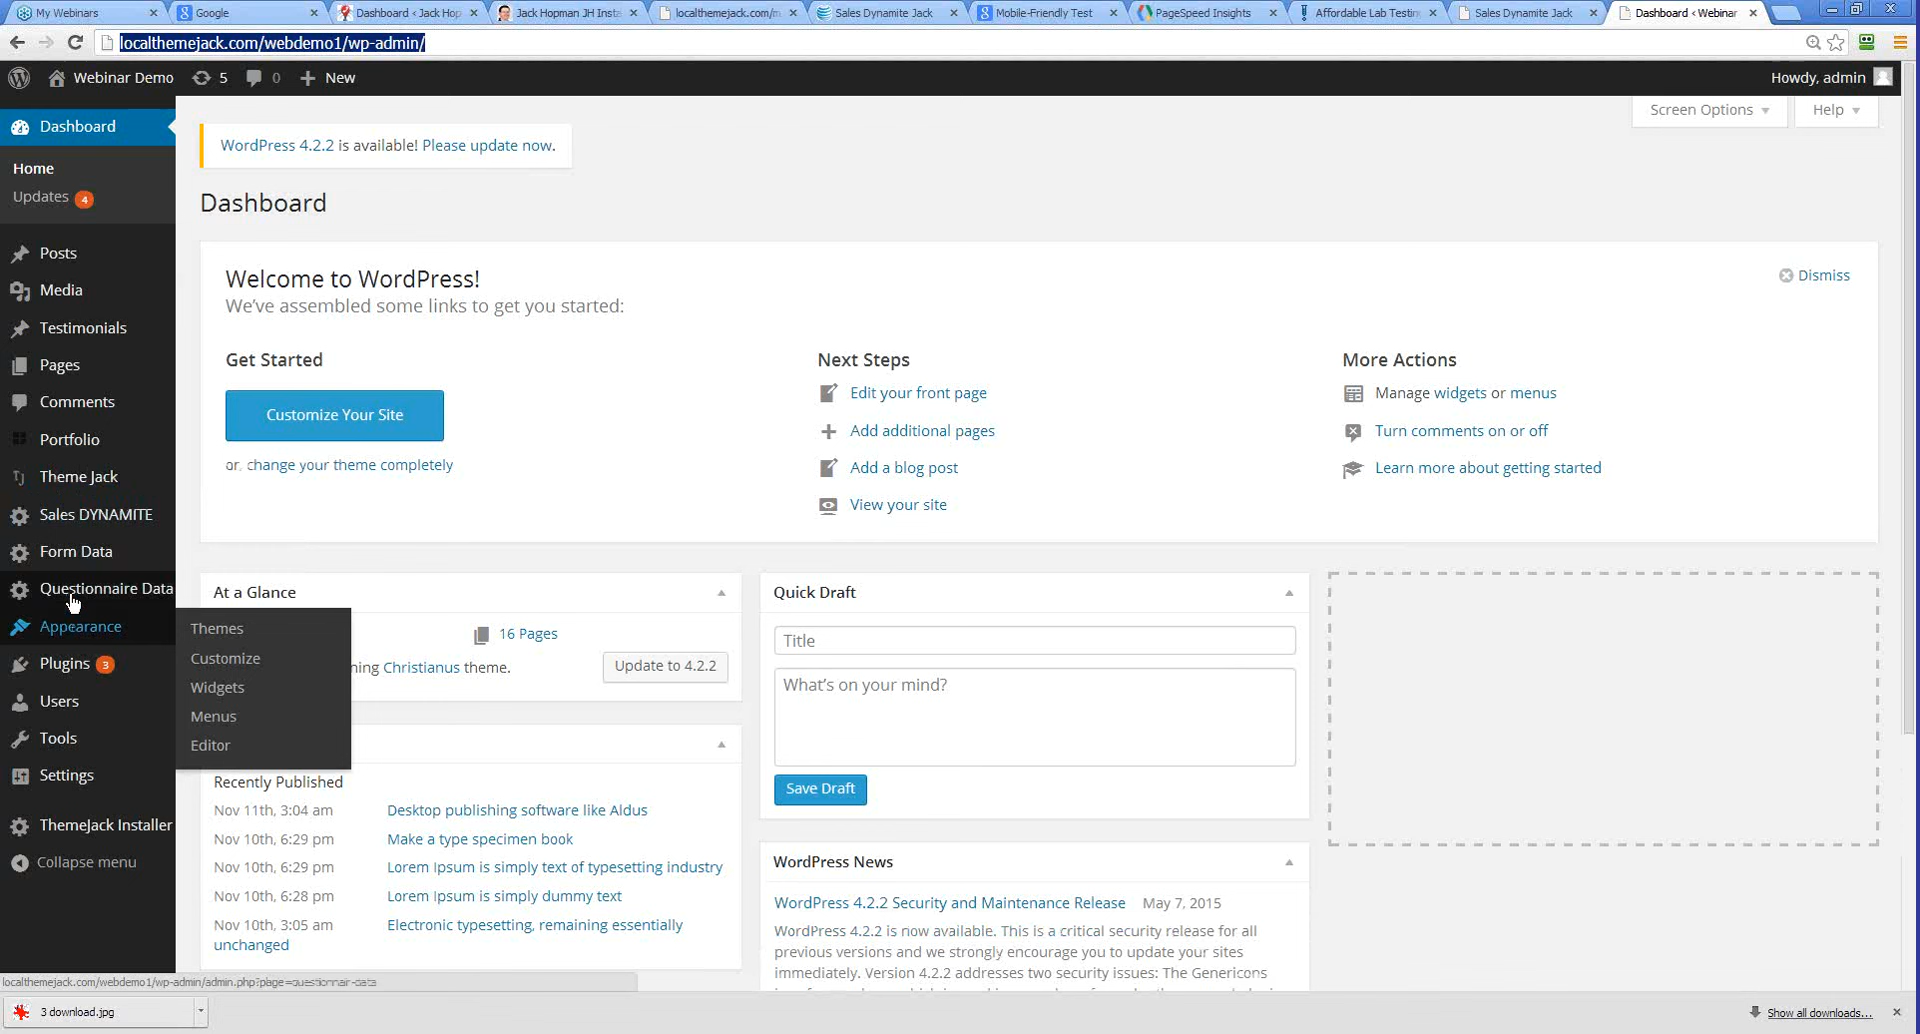 My Webinars
Google
Dashboard < Jack Hop
Jack Hopman JH Inst
localthemejack.com/m
Sales Dynamite Jack
Mobile-Friendly Test
PageSpeed Insights
Affordable Lab Testin
Sales Dynamite Jack
Dashboard < Webinar
localthemejack.com/webdemo1/wp-admin/
Webinar Demo 5 0 New
Howdy, admin
Screen Options
Help
Dashboard
Home
Updates 4
Posts
Media
Testimonials
Pages
Comments
Portfolio
Theme Jack
Sales DYNAMITE
Form Data
Questionnaire Data
Appearance
Plugins 3
Users
Tools
Settings
ThemeJack Installer
Collapse menu
Themes
Customize
Widgets
Menus
Editor
WordPress 4.2.2 is available! Please update now.
Dashboard
Welcome to WordPress!
We've assembled some links to get you started:
Dismiss
Get Started
Customize Your Site
or, change your theme completely
Next Steps
Edit your front page
Add additional pages
Add a blog post
View your site
More Actions
Manage widgets or menus
Turn comments on or off
Learn more about getting started
At a Glance
16 Pages
ning Christianus theme.
Update to 4.2.2
Recently Published
Nov 11th, 3:04 am Desktop publishing software like Aldus
Nov 10th, 6:29 pm Make a type specimen book
Nov 10th, 6:29 pm Lorem Ipsum is simply text of typesetting industry
Nov 10th, 6:28 pm Lorem Ipsum is simply dummy text
Nov 10th, 3:05 am Electronic typesetting, remaining essentially
unchanged
Quick Draft
Title
What's on your mind?
Save Draft
WordPress News
WordPress 4.2.2 Security and Maintenance Release May 7, 2015
WordPress 4.2.2 is now available. This is a critical security release for all
previous versions and we strongly encourage you to update your sites
immediately. Version 4.2.2 addresses two security issues: The Genericons
localthemejack.com/webdemo1/wp-admin/admin.php?page=questionnair-data
3 download.jpg
Show all downloads...